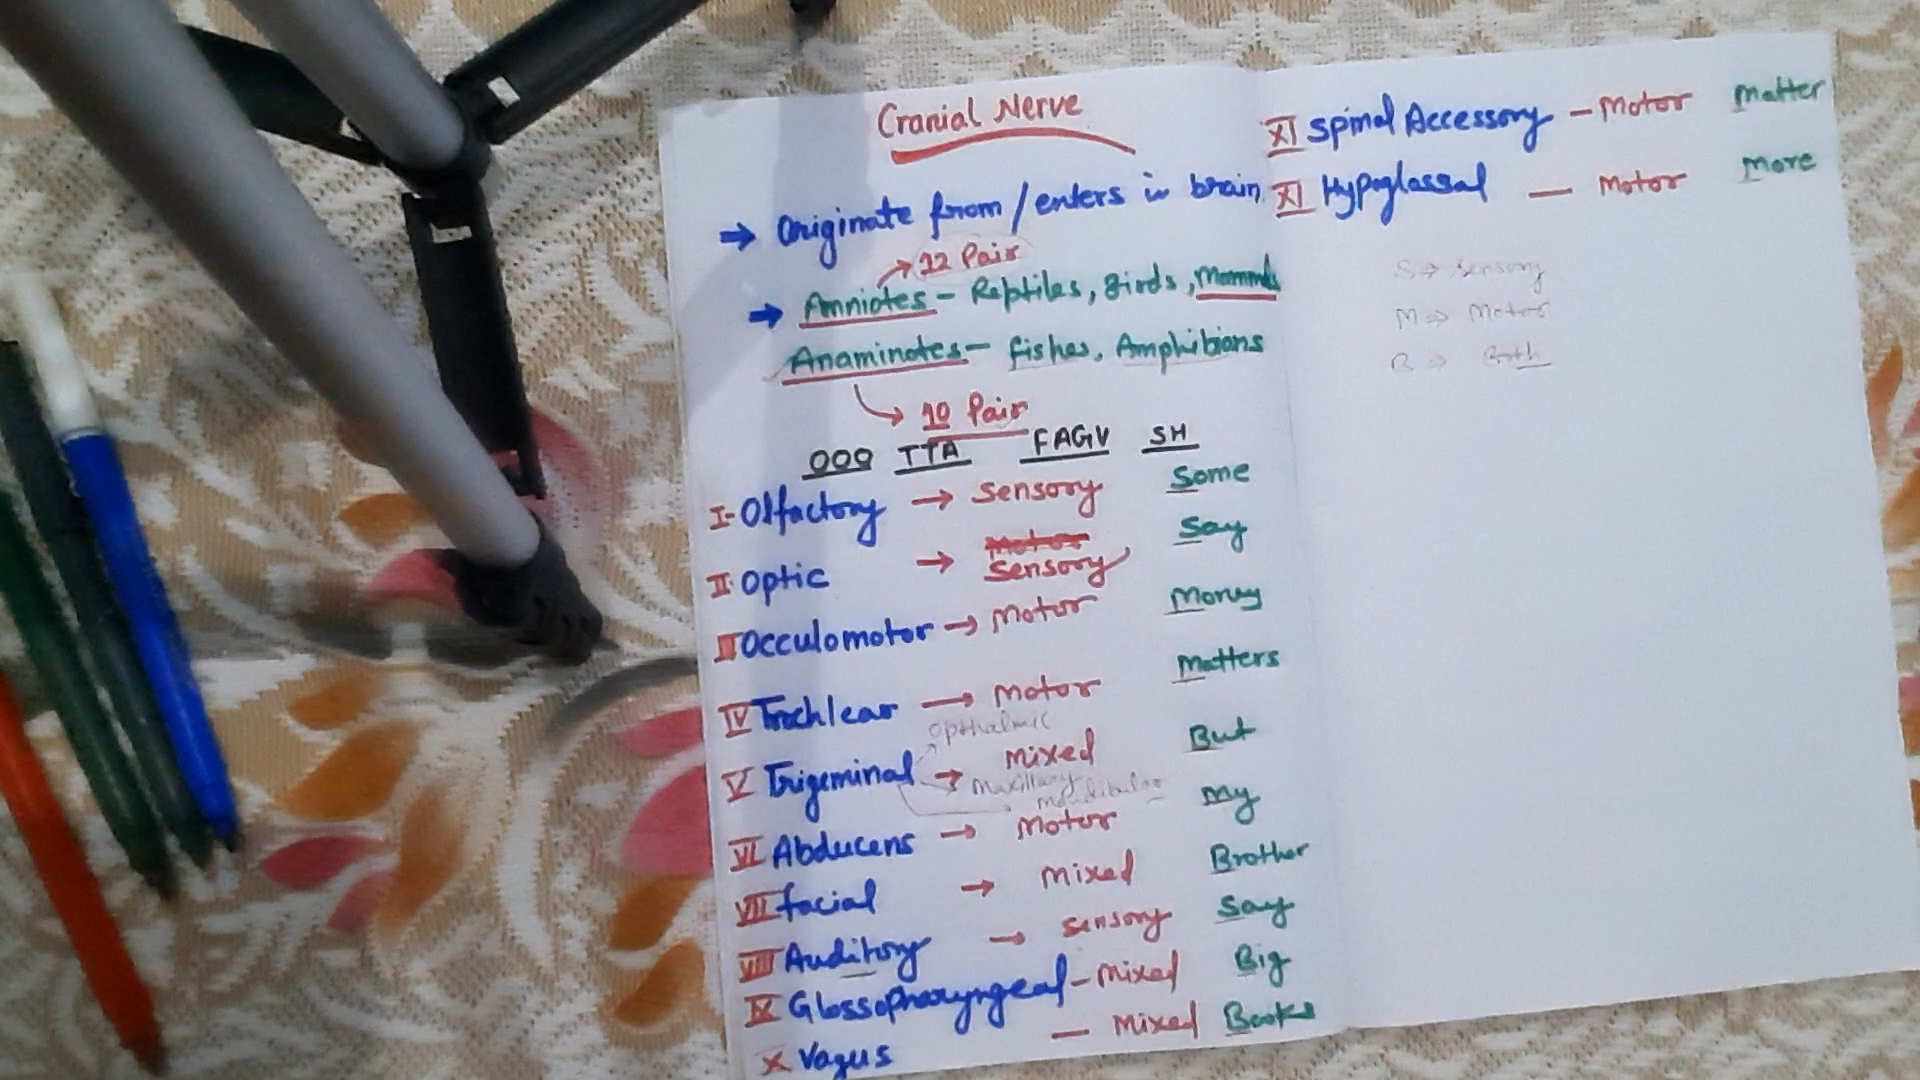 Cranial Nerve
→ Originate from / enters in brain
→ 12 Pair
→ Amniotes - Reptiles, Birds, Mammals
Anaminotes - fishes, Amphibians
→ 10 Pair
OOO TTA FAGV SH
I- Olfactory → Sensory Some
II. Optic → Motor Sensory Say
III Occulomotor → Motor Money
IV Trochlear → Motor Matters
Opthalmic
V Trigeminal → Mixed But
Maxillary
Mandibular
VI Abducens → Motor My
VII facial → Mixed Brother
VIII Auditory → Sensory Say
IX Glossopharyngeal - Mixed Big
X Vagus — Mixed Books
XI Spinal Accessory - Motor Matter
XI Hypoglassal — Motor More
S → Sensory
M → Motor
B → Both